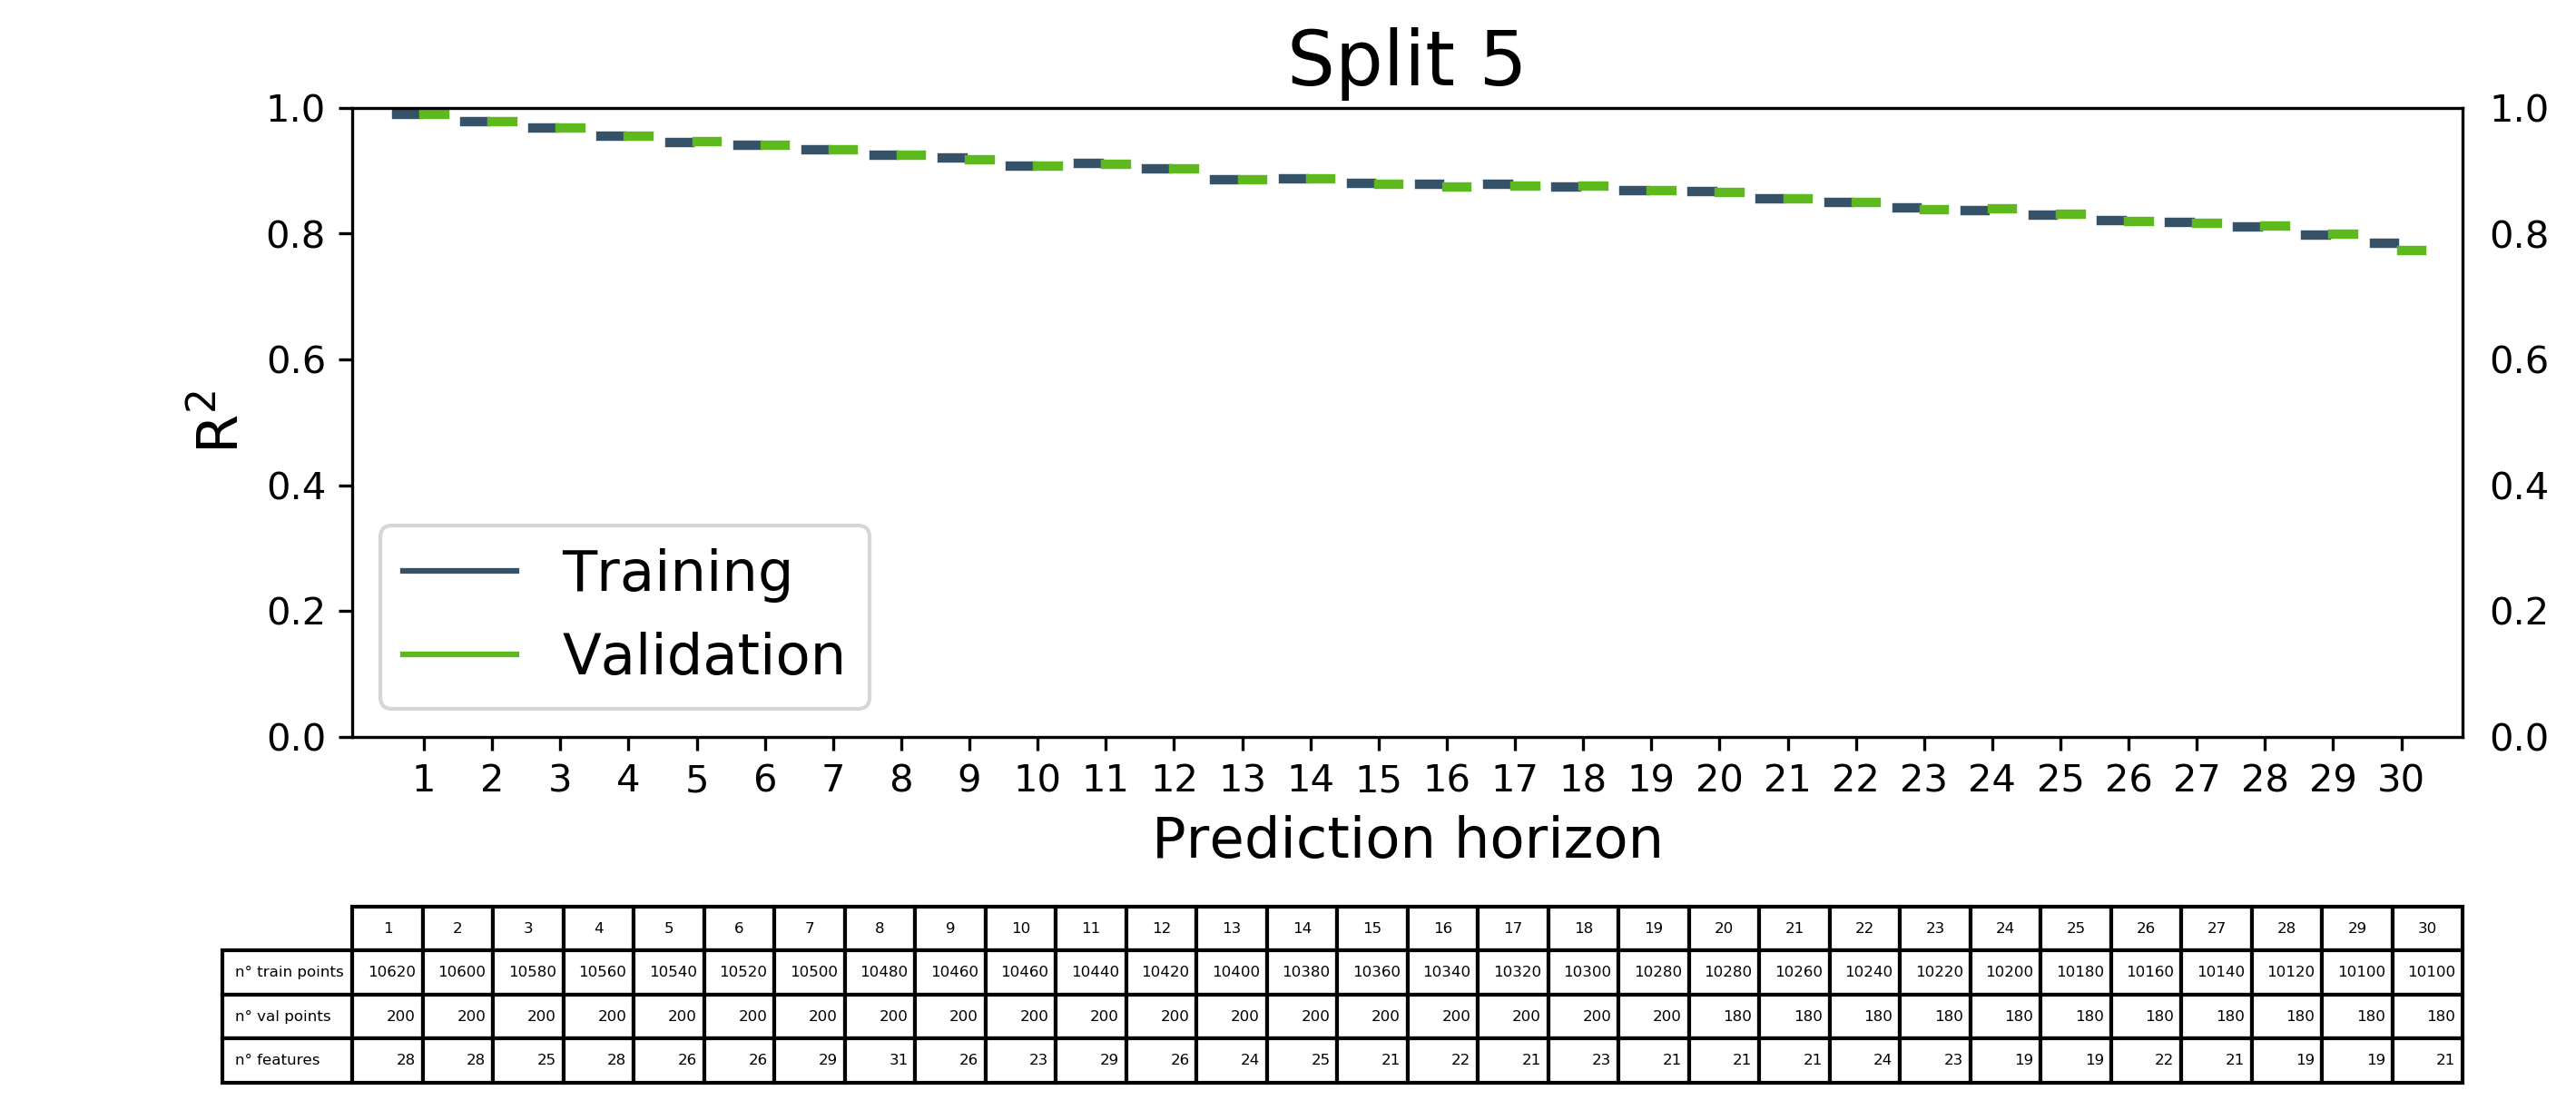 Split 5
1.0 1.0
0.8 0.8
0.6 0.6
R²
0.4 0.4
Training
0.2 0.2
Validation
0.0 0.0
1 2 3 4 5 6 7 8 9 10 11 12 13 14 15 16 17 18 19 20 21 22 23 24 25 26 27 28 29 30
Prediction horizon
1 2 3 4 5 6 7 8 9 10 11 12 13 14 15 16 17 18 19 20 21 22 23 24 25 26 27 28 29 30
n° train points 10620 10600 10580 10560 10540 10520 10500 10480 10460 10460 10440 10420 10400 10380 10360 10340 10320 10300 10280 10280 10260 10240 10220 10200 10180 10160 10140 10120 10100 10100
n° val points 200 200 200 200 200 200 200 200 200 200 200 200 200 200 200 200 200 200 200 180 180 180 180 180 180 180 180 180 180 180
n° features 28 28 25 28 26 26 29 31 26 23 29 26 24 25 21 22 21 23 21 21 21 24 23 19 19 22 21 19 19 21